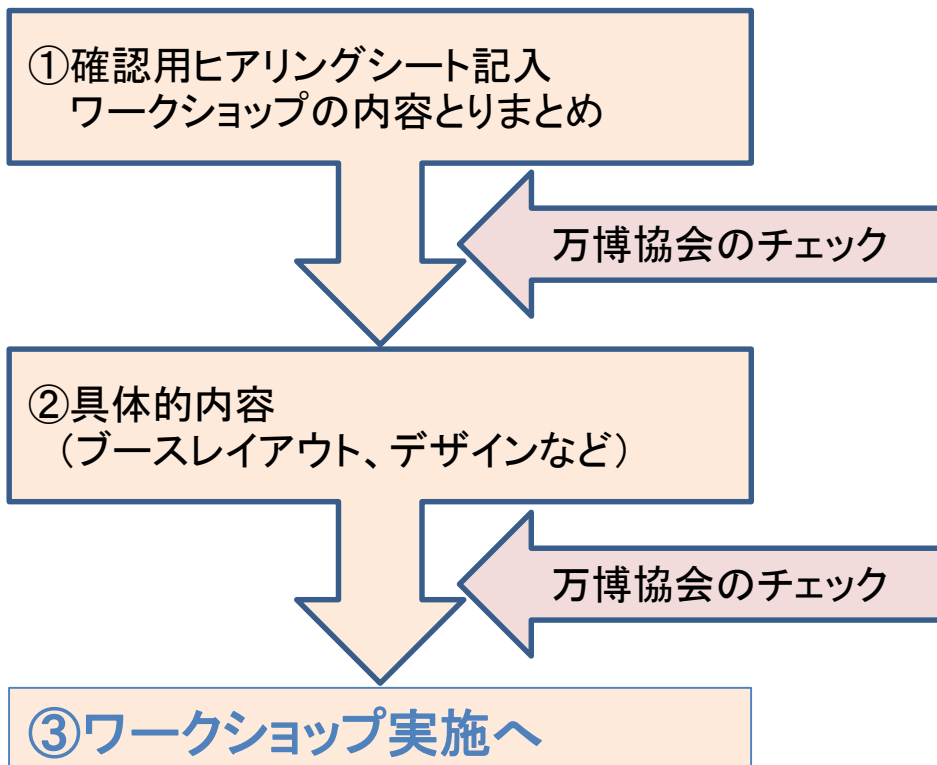 ①確認用ヒアリングシート記入
ワークショップの内容とりまとめ
万博協会のチェック
②具体的内容
（ブースレイアウト、デザインなど）
万博協会のチェック
③ワークショップ実施へ